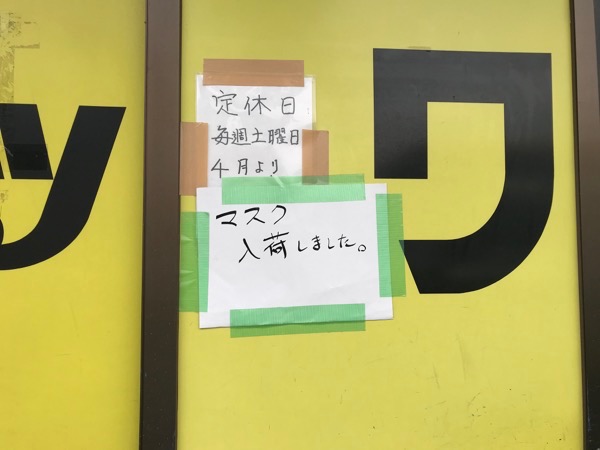 定休日
毎週土曜日
4月より
マスク
入荷しました。
y
ワ